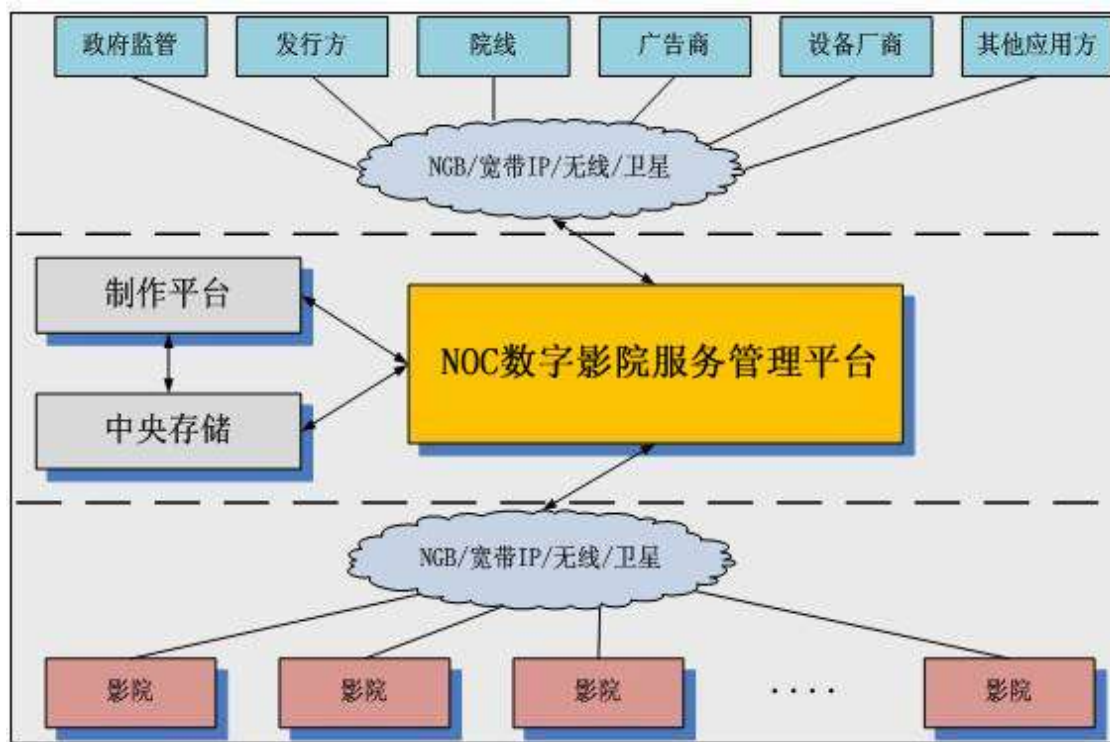 政府监管
发行方
院线
广告商
设备厂商
其他应用方
NGB/宽带IP/无线/卫星
制作平台
NOC数字影院服务管理平台
中央存储
NGB/宽带IP/无线/卫星
影院
影院
影院
....
影院